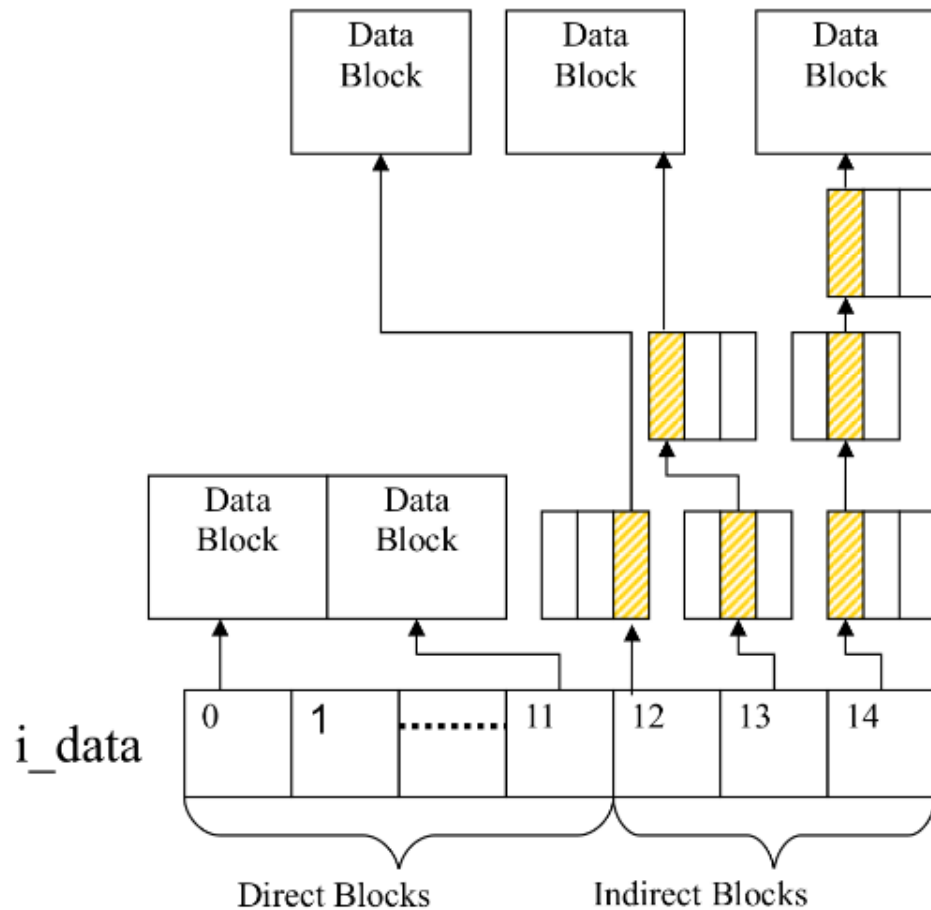 Data
Block
Data
Block
Data
Block
Data
Block
Data
Block
i_data
0
1
11
12
13
14
Direct Blocks
Indirect Blocks